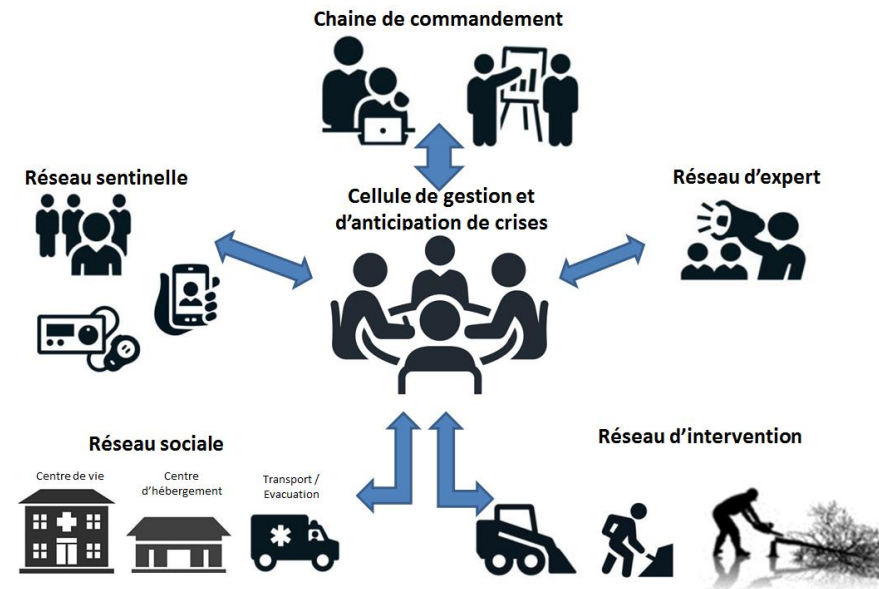 Chaine de commandement
Réseau sentinelle
Réseau d'expert
Cellule de gestion et
d'anticipation de crises
Réseau sociale
Réseau d'intervention
Centre de vie
Centre
d'hébergement
Transport /
Evacuation